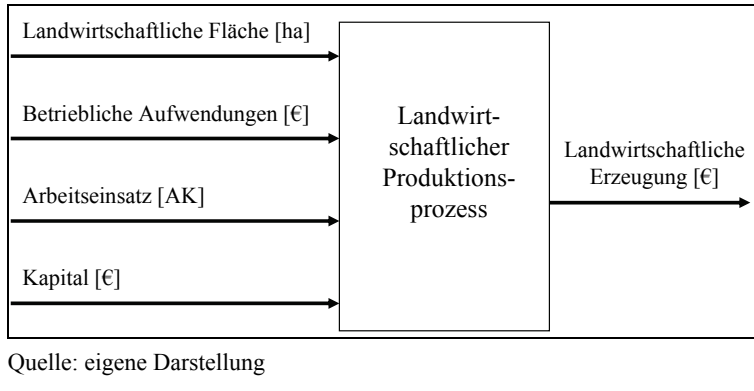 Landwirtschaftliche Fläche [ha]
Betriebliche Aufwendungen [€]
Arbeitseinsatz [AK]
Kapital [€]
Landwirt-
schaftlicher
Produktions-
prozess
Landwirtschaftliche
Erzeugung [€]
Quelle: eigene Darstellung